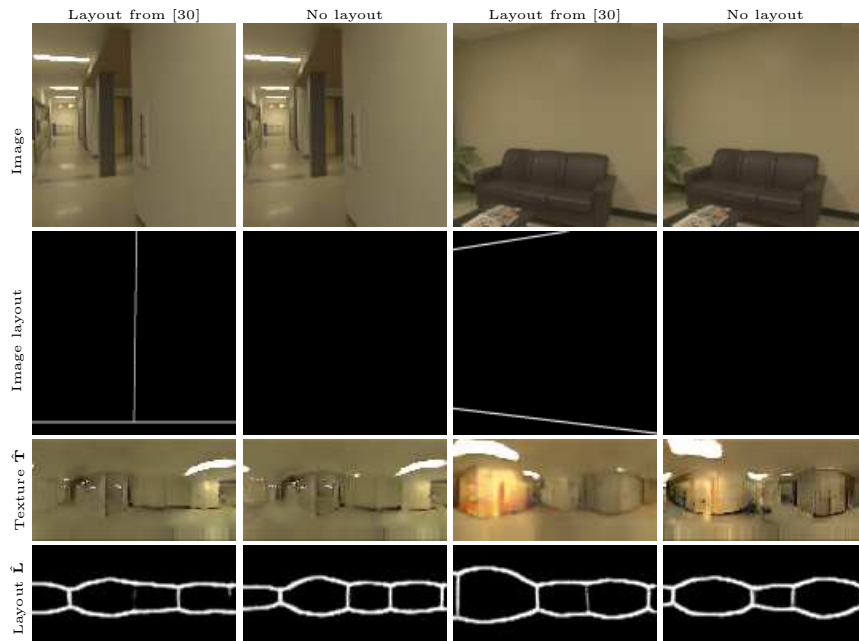 Layout from [30] No layout Layout from [30] No layout
Image
Image layout
Texture T̂
Layout L̂